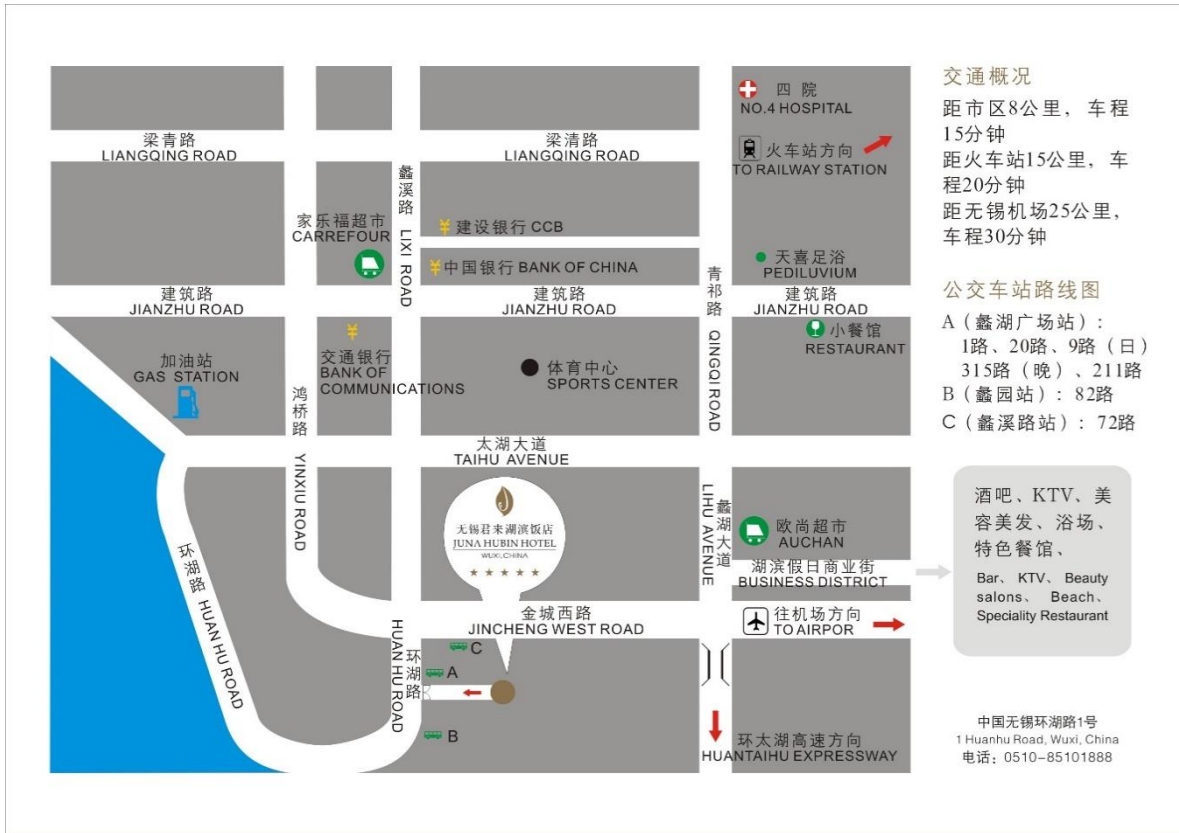 四 院
NO.4 HOSPITAL
梁青路
LIANGQING ROAD
梁清路
LIANGQING ROAD
火车站方向
TO RAILWAY STATION
蠡溪路 LIXI ROAD
家乐福超市
CARREFOUR
¥ 建设银行 CCB
¥ 中国银行 BANK OF CHINA
青祁路 QINGQI ROAD
天喜足浴
PEDILUVIUM
建筑路
JIANZHU ROAD
建筑路
JIANZHU ROAD
建筑路
JIANZHU ROAD
小餐馆
RESTAURANT
加油站
GAS STATION
¥
交通银行
BANK OF
COMMUNICATIONS
体育中心
SPORTS CENTER
鸿桥路 YINXIU ROAD
太湖大道
TAIHU AVENUE
无锡君来湖滨饭店
JUNA HUBIN HOTEL
WUXI,CHINA
蠡湖大道
LIHU AVENUE
欧尚超市
AUCHAN
湖滨假日商业街
BUSINESS DISTRICT
环湖路 HUAN HU ROAD
金城西路
JINCHENG WEST ROAD
往机场方向
TO AIRPOR
环湖路
HUAN HU ROAD
C
A
B
环太湖高速方向
HUANTAIHU EXPRESSWAY
交通概况
距市区8公里，车程
15分钟
距火车站15公里，车
程20分钟
距无锡机场25公里，
车程30分钟
公交车站路线图
A（蠡湖广场站）：
1路、20路、9路（日）
315路（晚）、211路
B（蠡园站）：82路
C（蠡溪路站）：72路
酒吧、KTV、美
容美发、浴场、
特色餐馆、
Bar、 KTV、 Beauty
salons、 Beach、
Speciality Restaurant
中国无锡环湖路1号
1 Huanhu Road, Wuxi, China
电话：0510-85101888